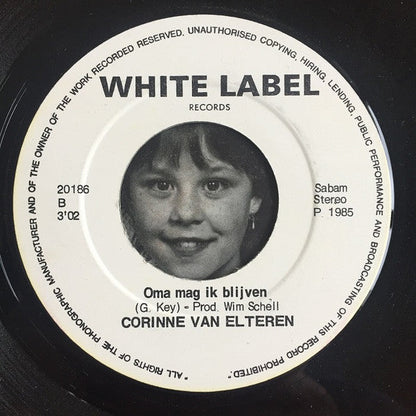 "ALL RIGHTS OF THE PHONOGRAPHIC MANUFACTURER AND OF THE OWNER OF THE WORK RECORDED RESERVED. UNAUTHORISED COPYING, HIRING, LENDING, PUBLIC PERFORMANCE AND BROADCASTING OF THIS RECORD PROHIBITED."
WHITE LABEL
RECORDS
20186
B
3'02
Sabam
Stereo
P. 1985
Oma mag ik blijven
(G. Key) - Prod. Wim Schell
CORINNE VAN ELTEREN